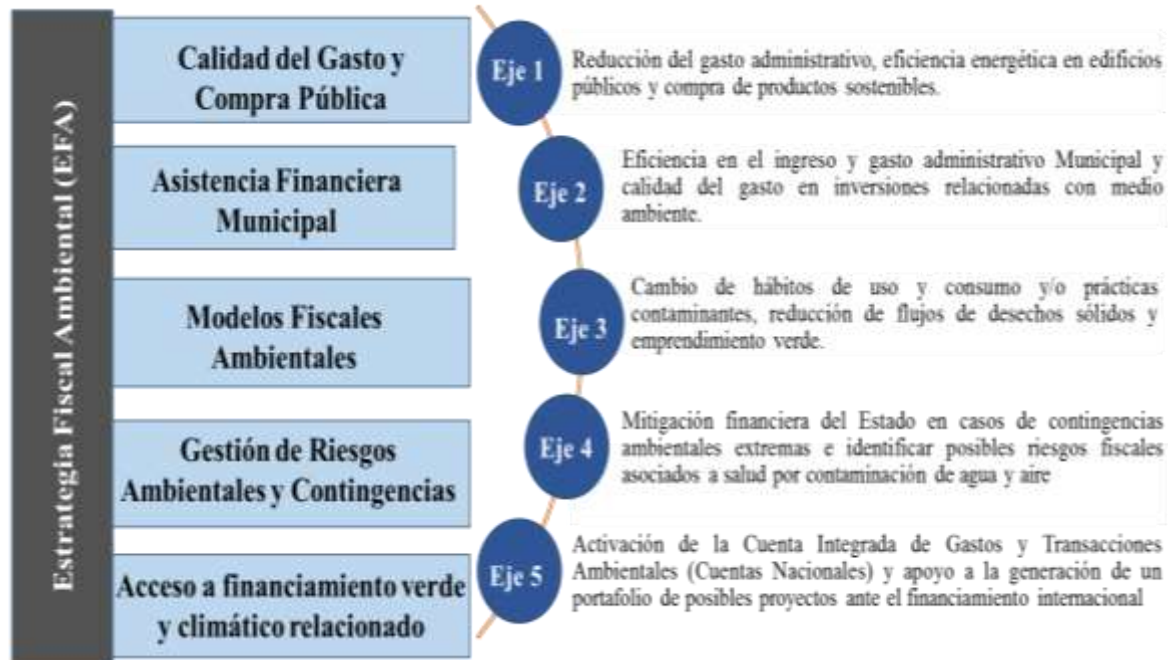 Estrategia Fiscal Ambiental (EFA)
Calidad del Gasto y
Compra Pública
Eje 1
Reducción del gasto administrativo, eficiencia energética en edificios
públicos y compra de productos sostenibles.
Asistencia Financiera
Municipal
Eje 2
Eficiencia en el ingreso y gasto administrativo Municipal y
calidad del gasto en inversiones relacionadas con medio
ambiente.
Modelos Fiscales
Ambientales
Eje 3
Cambio de hábitos de uso y consumo y/o prácticas
contaminantes, reducción de flujos de desechos sólidos y
emprendimiento verde.
Gestión de Riesgos
Ambientales y Contingencias
Eje 4
Mitigación financiera del Estado en casos de contingencias
ambientales extremas e identificar posibles riesgos fiscales
asociados a salud por contaminación de agua y aire
Acceso a financiamiento verde
y climático relacionado
Eje 5
Activación de la Cuenta Integrada de Gastos y Transacciones
Ambientales (Cuentas Nacionales) y apoyo a la generación de un
portafolio de posibles proyectos ante el financiamiento internacional